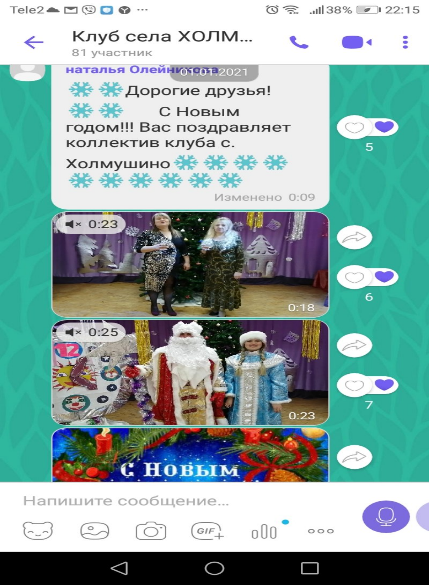 Tele2 38% 22:15
Клуб села ХОЛМ...
81 участник
наталья Олейникова
01.01.2021
Дорогие друзья!
С Новым
годом!!! Вас поздравляет
коллектив клуба с.
Холмушино
Изменено 0:09
5
0:23
6
0:18
0:25
12
7
0:23
С Новым
Напишите сообщение...
GIF+